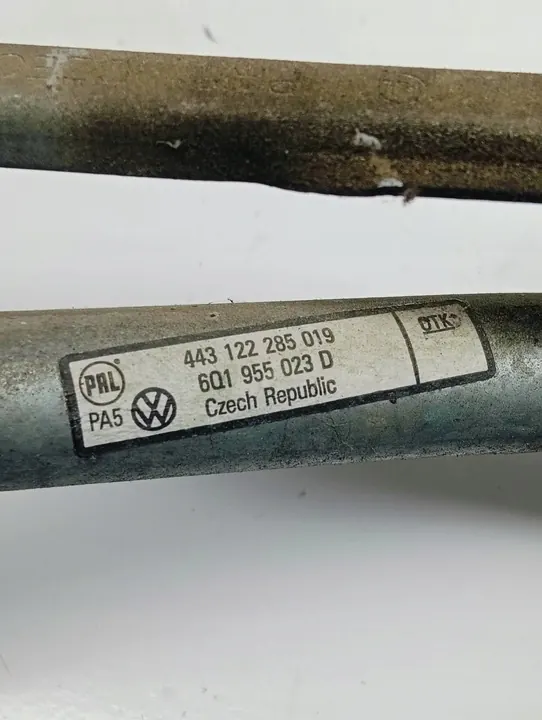 PAL®
PA5
443 122 285 019
6Q1 955 023 D
Czech Republic
OTK